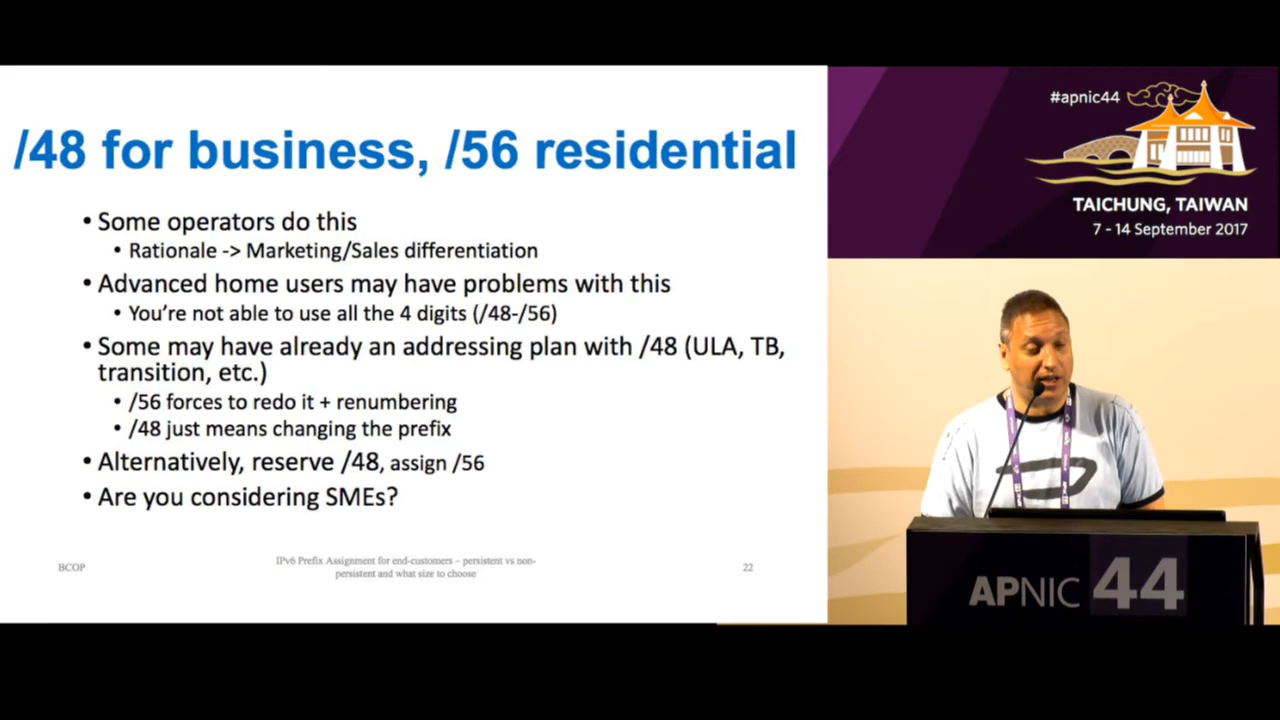 /48 for business, /56 residential
• Some operators do this
• Rationale -> Marketing/Sales differentiation
• Advanced home users may have problems with this
• You're not able to use all the 4 digits (/48-/56)
• Some may have already an addressing plan with /48 (ULA, TB,
transition, etc.)
• /56 forces to redo it + renumbering
• /48 just means changing the prefix
• Alternatively, reserve /48, assign /56
• Are you considering SMEs?
BCOP
IPv6 Prefix Assignment for end-customers – persistent vs non-
persistent and what size to choose
22
#apnic44
TAICHUNG, TAIWAN
7 - 14 September 2017
APNIC 44